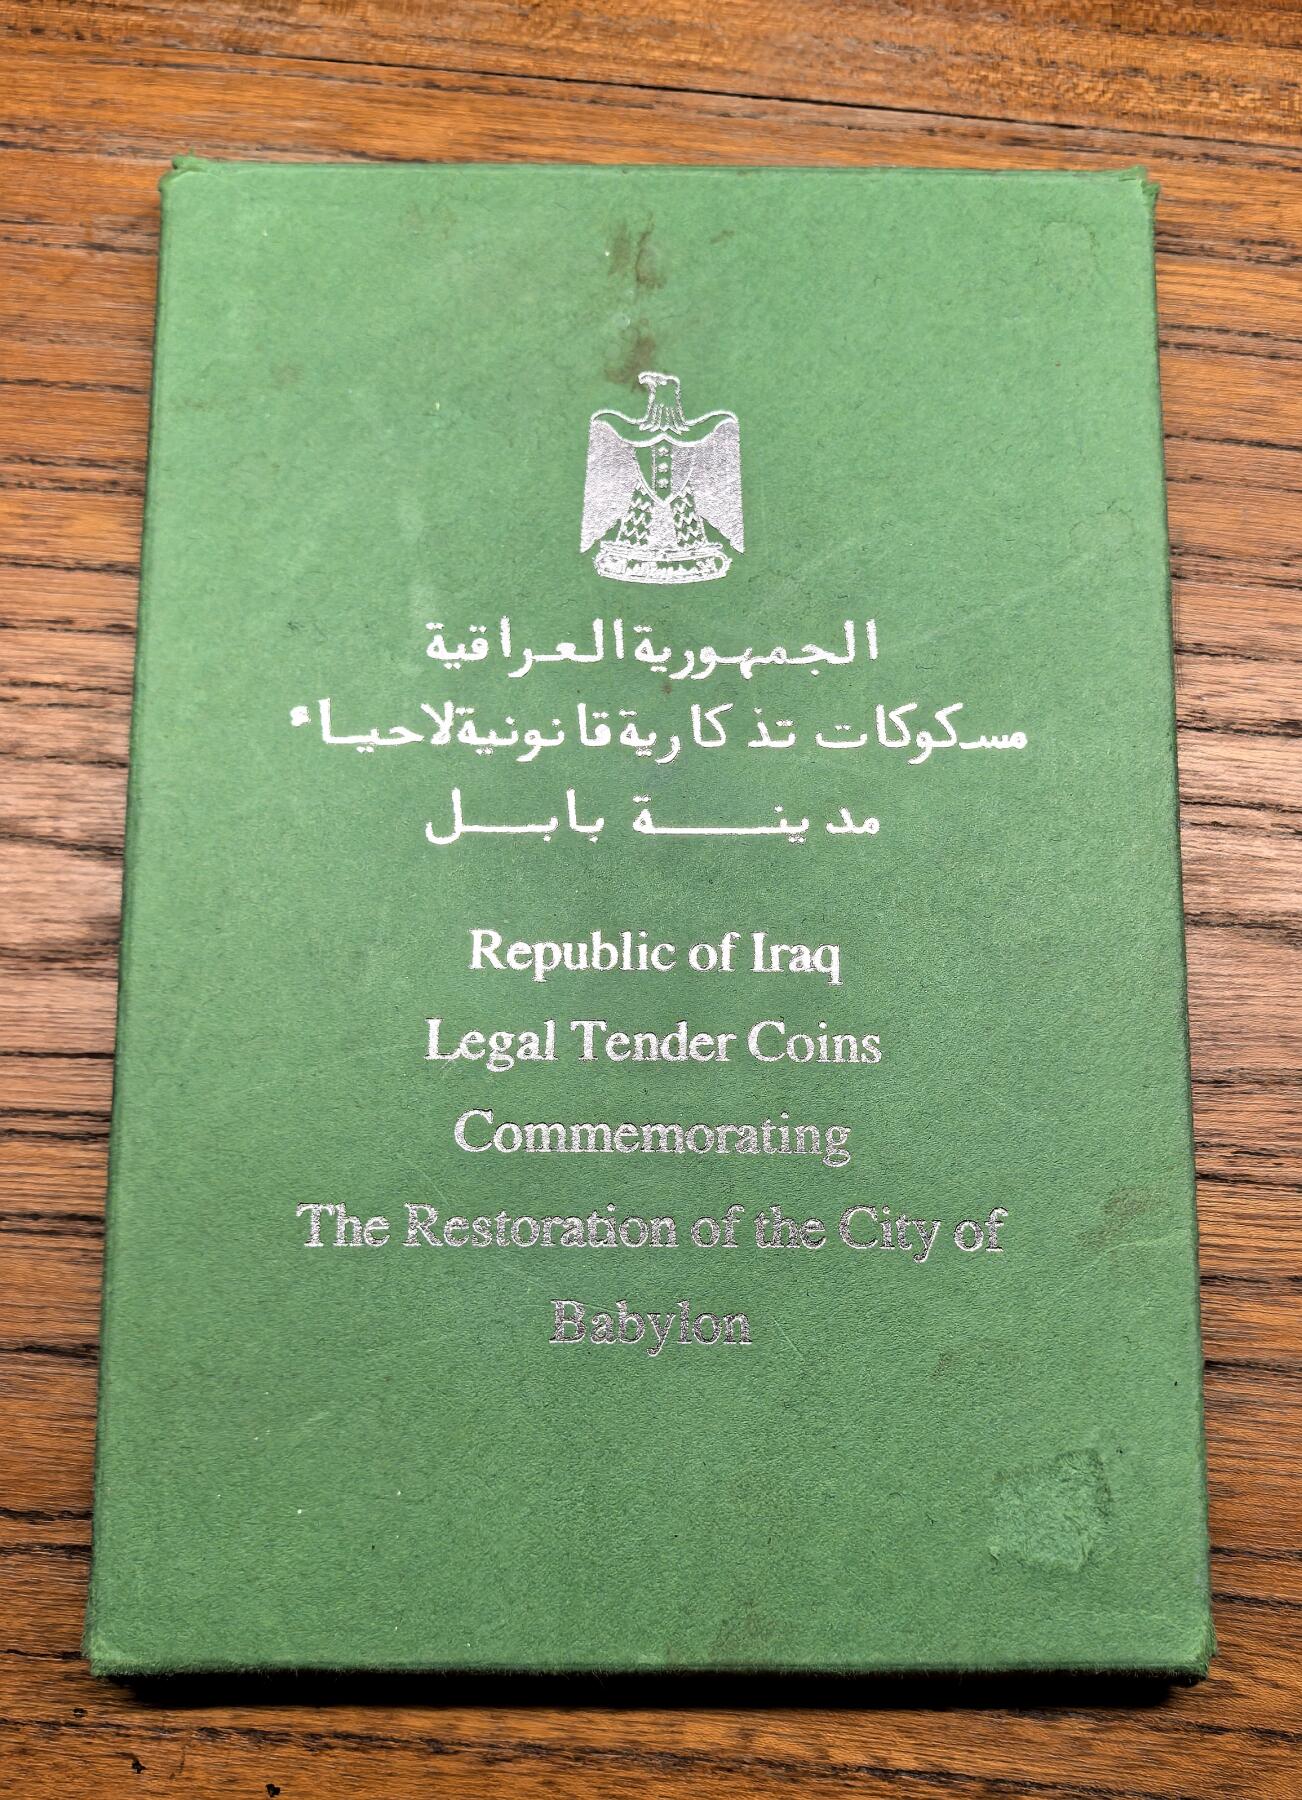 الجمهورية العراقية
مسكوكات تذكارية قانونية لاحياء
مدينة بابل
Republic of Iraq
Legal Tender Coins
Commemorating
The Restoration of the City of
Babylon